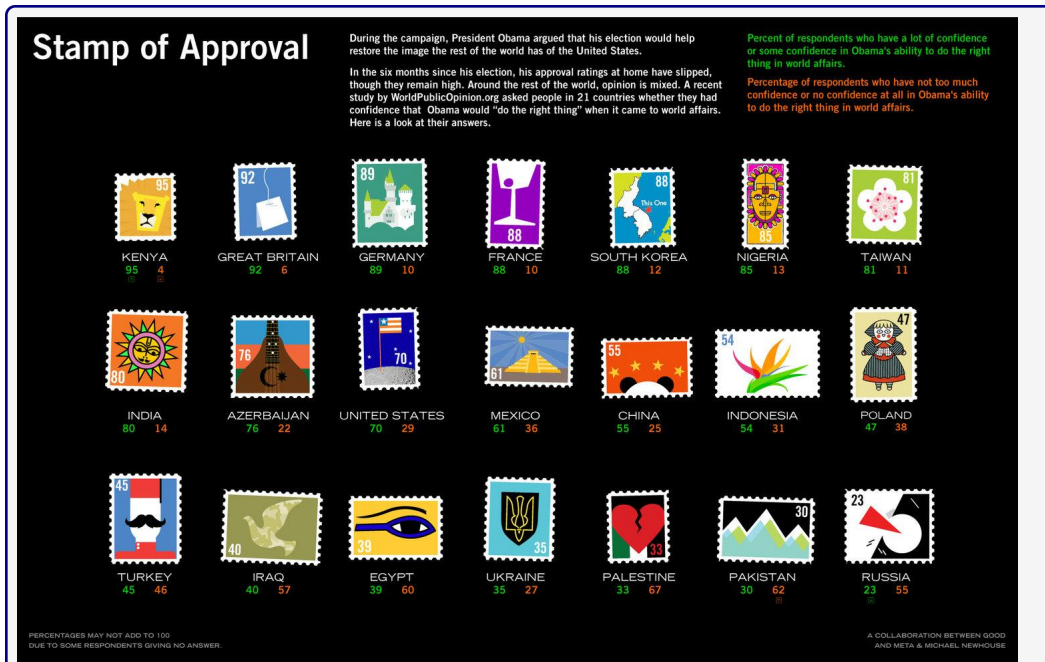 Stamp of Approval
During the campaign, President Obama argued that his election would help
restore the image the rest of the world has of the United States.
In the six months since his election, his approval ratings at home have slipped,
though they remain high. Around the rest of the world, opinion is mixed. A recent
study by WorldPublicOpinion.org asked people in 21 countries whether they had
confidence that Obama would “do the right thing” when it came to world affairs.
Here is a look at their answers.
Percent of respondents who have a lot of confidence
or some confidence in Obama's ability to do the right
thing in world affairs.
Percentage of respondents who have not too much
confidence or no confidence at all in Obama's ability
to do the right thing in world affairs.
95
92
89
88
88
This One
85
81
KENYA
95 4
GREAT BRITAIN
92 6
GERMANY
89 10
FRANCE
88 10
SOUTH KOREA
88 12
NIGERIA
85 13
TAIWAN
81 11
80
76
70
61
55
54
47
INDIA
80 14
AZERBAIJAN
76 22
UNITED STATES
70 29
MEXICO
61 36
CHINA
55 25
INDONESIA
54 31
POLAND
47 38
45
40
39
35
33
30
23
TURKEY
45 46
IRAQ
40 57
EGYPT
39 60
UKRAINE
35 27
PALESTINE
33 67
PAKISTAN
30 62
RUSSIA
23 55
PERCENTAGES MAY NOT ADD TO 100
DUE TO SOME RESPONDENTS GIVING NO ANSWER.
A COLLABORATION BETWEEN GOOD
AND META & MICHAEL NEWHOUSE